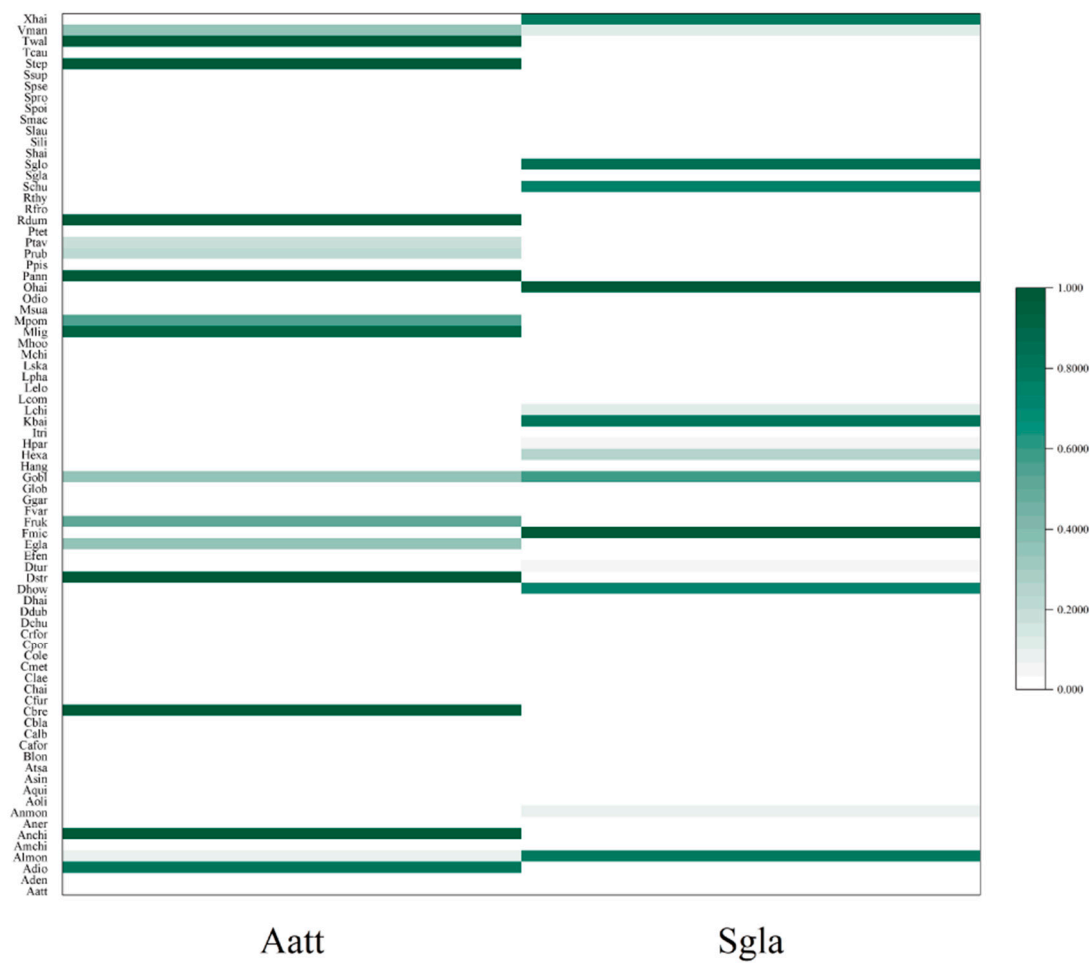 Xhai
Vman
Twal
Tcau
Step
Ssup
Spse
Spro
Spoi
Smac
Slau
Sili
Shai
Sglo
Sgla
Schu
Rthy
Rfro
Rdum
Ptet
Ptav
Prub
Ppis
Pann
Ohai
Odio
Msua
Mpom
Mlig
Mhoo
Mchi
Lska
Lpha
Lelo
Lcom
Lchi
Kbai
Itri
Hpar
Hexa
Hang
Gobl
Glob
Ggar
Fvar
Fruk
Fmic
Egla
Efen
Dtur
Dstr
Dhow
Dhai
Ddub
Dchu
Crfor
Cpor
Cole
Cmet
Clae
Chai
Cfur
Cbre
Cbla
Calb
Cafor
Blon
Atsa
Asin
Aqui
Aoli
Anmon
Aner
Anchi
Amchi
Almon
Adio
Aden
Aatt
Aatt Sgla
1.000
0.8000
0.6000
0.4000
0.2000
0.000